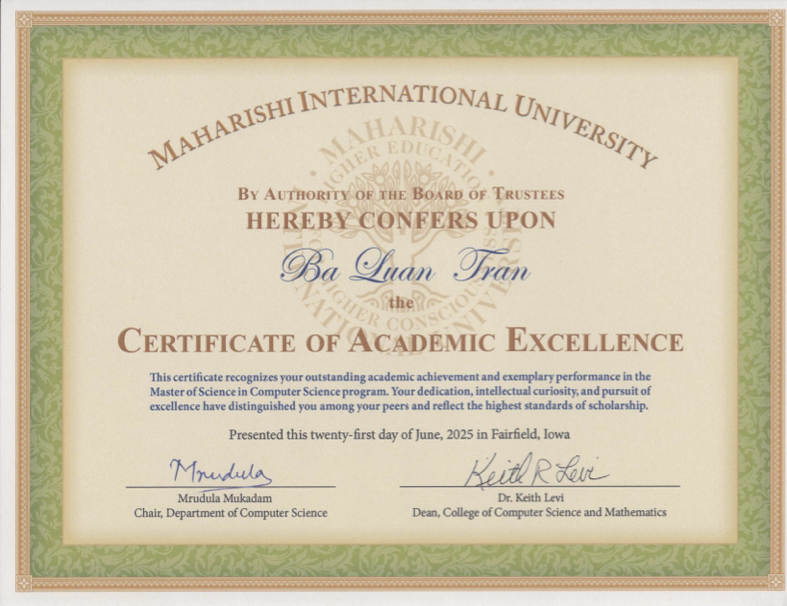 MAHARISHI INTERNATIONAL UNIVERSITY
MAHARISHI
HIGHER EDUCATION
BY AUTHORITY OF THE BOARD OF TRUSTEES
HEREBY CONFERS UPON
Ba Luan Tran
the
HIGHER CONSCIOUSNESS
INTERNATIONAL UNIVERSITY
CERTIFICATE OF ACADEMIC EXCELLENCE
This certificate recognizes your outstanding academic achievement and exemplary performance in the
Master of Science in Computer Science program. Your dedication, intellectual curiosity, and pursuit of
excellence have distinguished you among your peers and reflect the highest standards of scholarship.
Presented this twenty-first day of June, 2025 in Fairfield, Iowa
Mrudula
Keith R Levi
Mrudula Mukadam
Dr. Keith Levi
Chair, Department of Computer Science
Dean, College of Computer Science and Mathematics